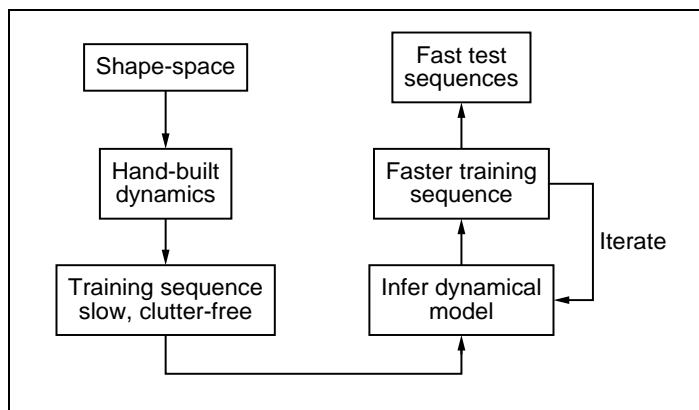 Shape-space
Hand-built
dynamics
Training sequence
slow, clutter-free
Fast test
sequences
Faster training
sequence
Iterate
Infer dynamical
model